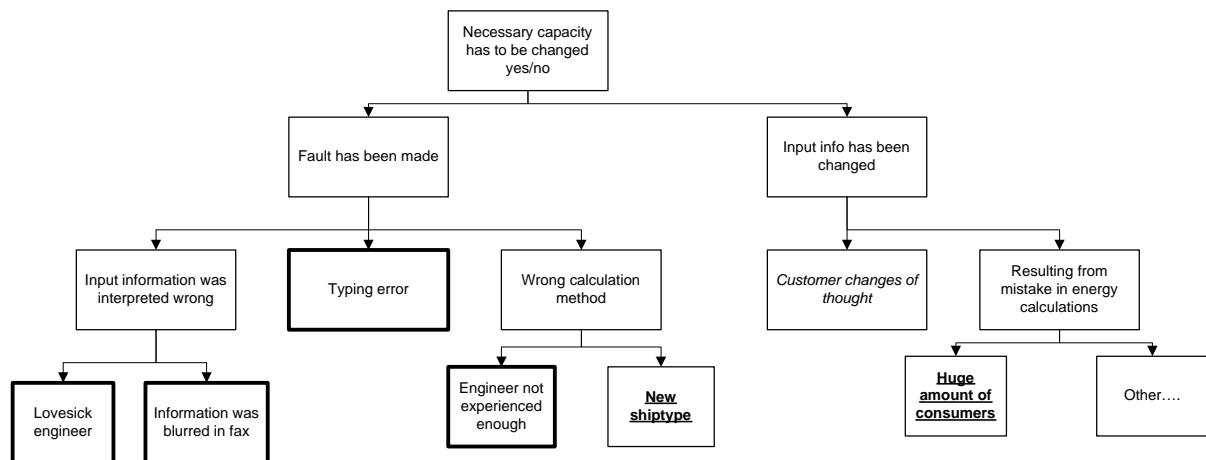 Necessary capacity
has to be changed
yes/no
Fault has been made
Input info has been
changed
Input information was
interpreted wrong
Typing error
Wrong calculation
method
Customer changes of
thought
Resulting from
mistake in energy
calculations
Lovesick
engineer
Information was
blurred in fax
Engineer not
experienced
enough
New
shiptype
Huge
amount of
consumers
Other….